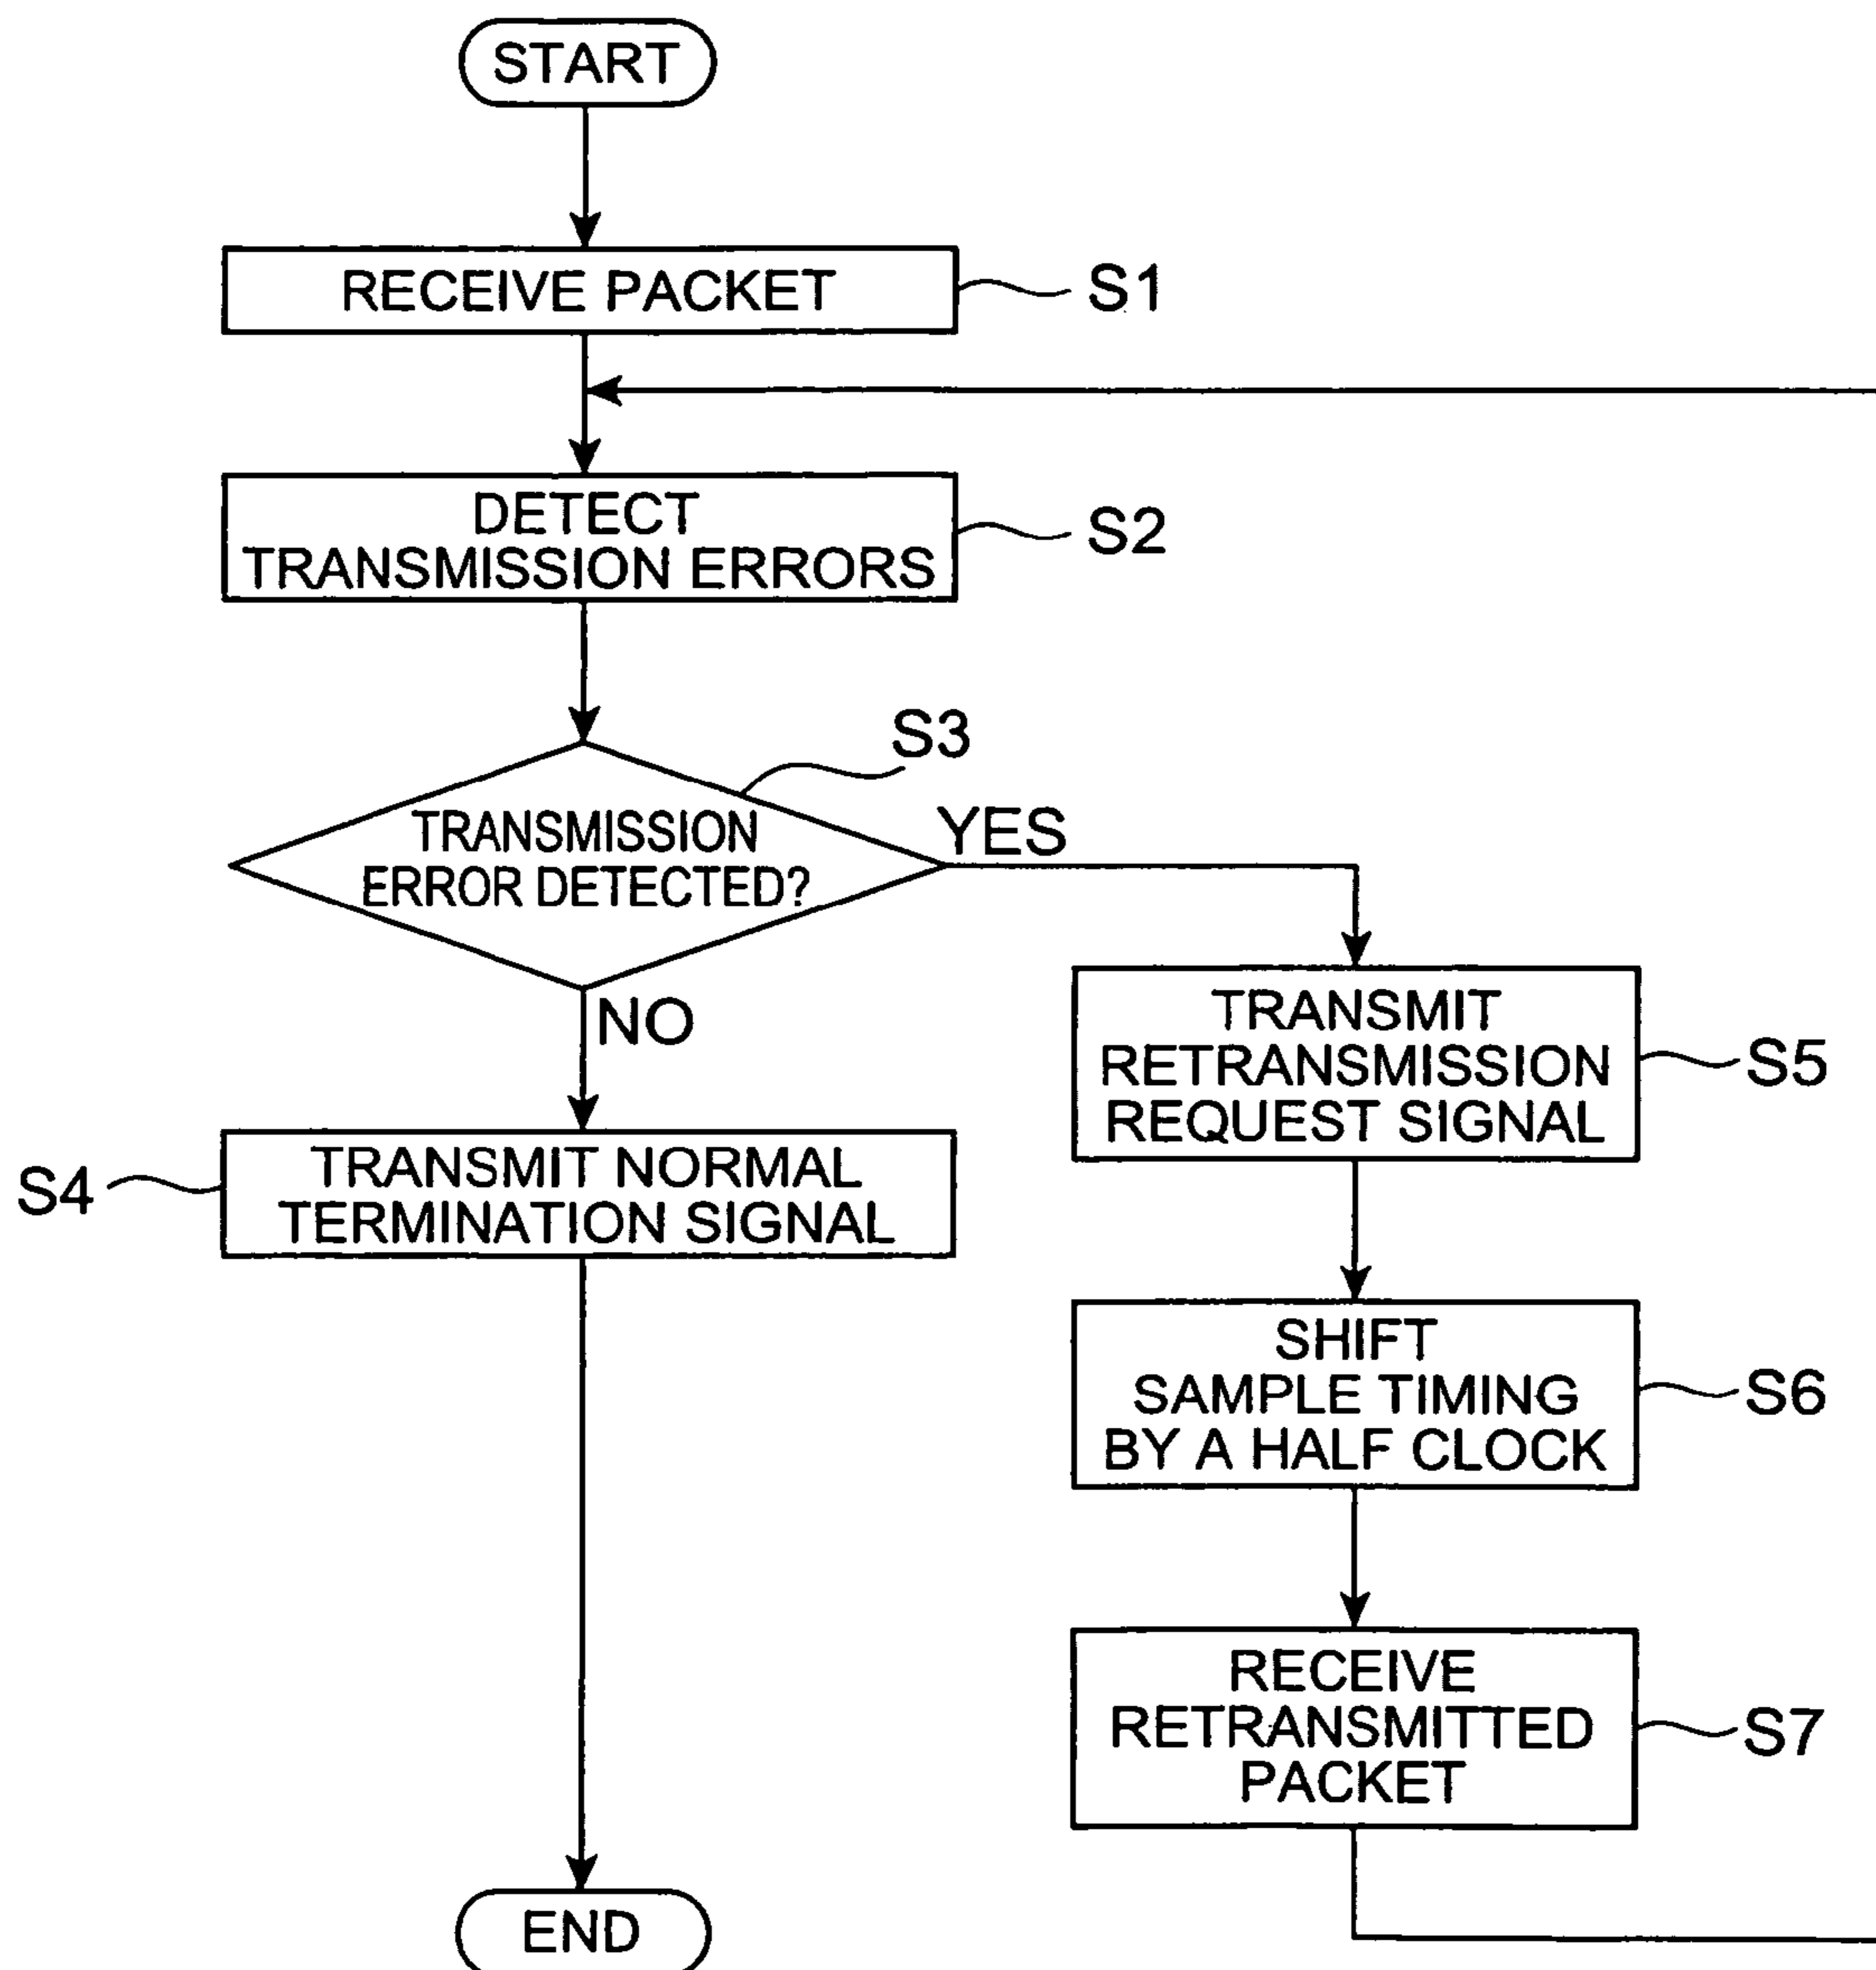 START
RECEIVE PACKET
S1
DETECT
TRANSMISSION ERRORS
S2
S3
TRANSMISSION
ERROR DETECTED?
YES
NO
TRANSMIT
RETRANSMISSION
REQUEST SIGNAL
S5
S4
TRANSMIT NORMAL
TERMINATION SIGNAL
SHIFT
SAMPLE TIMING
BY A HALF CLOCK
S6
RECEIVE
RETRANSMITTED
PACKET
S7
END